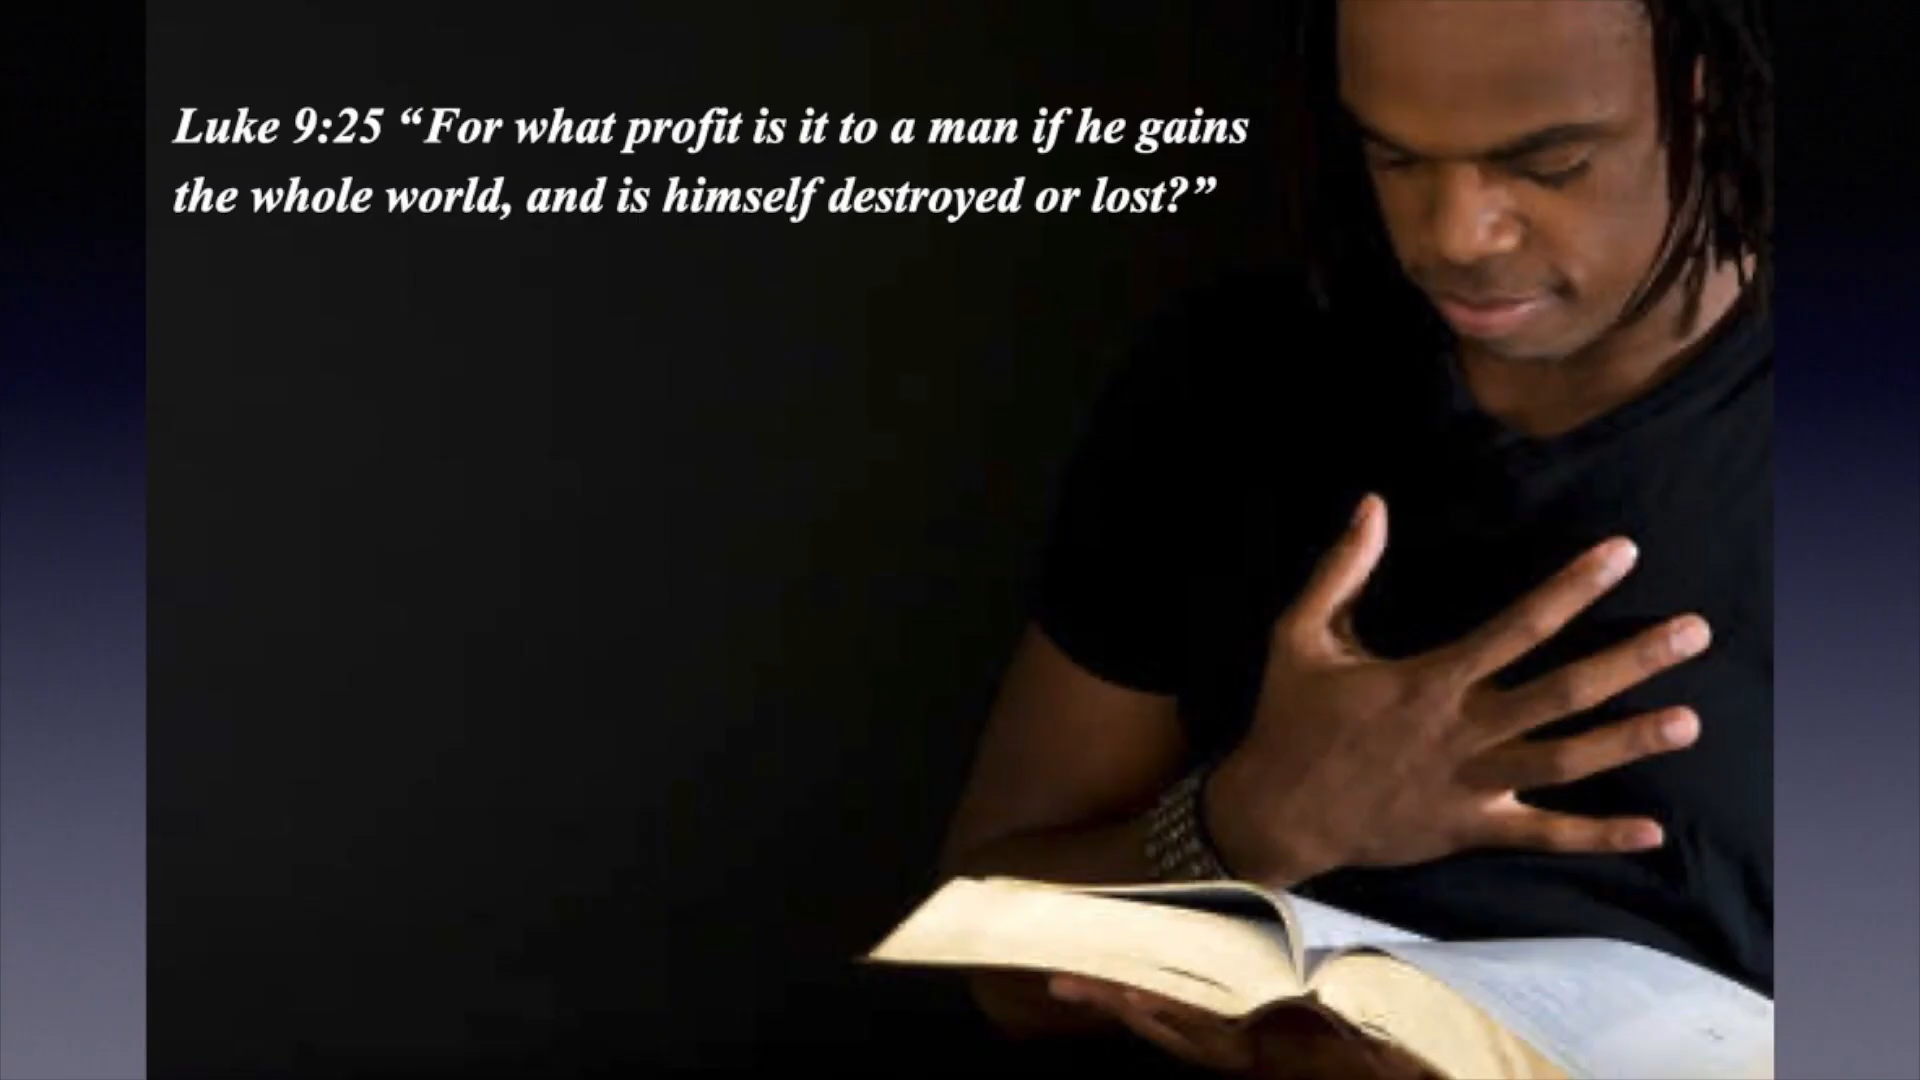 Luke 9:25 “For what profit is it to a man if he gains
the whole world, and is himself destroyed or lost?”